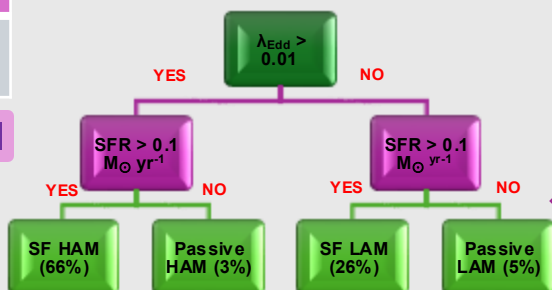 λEdd >
0.01
YES
NO
SFR > 0.1
M⊙ yr-1
SFR > 0.1
M⊙ yr-1
YES
NO
YES
NO
SF HAM
(66%)
Passive
HAM (3%)
SF LAM
(26%)
Passive
LAM (5%)